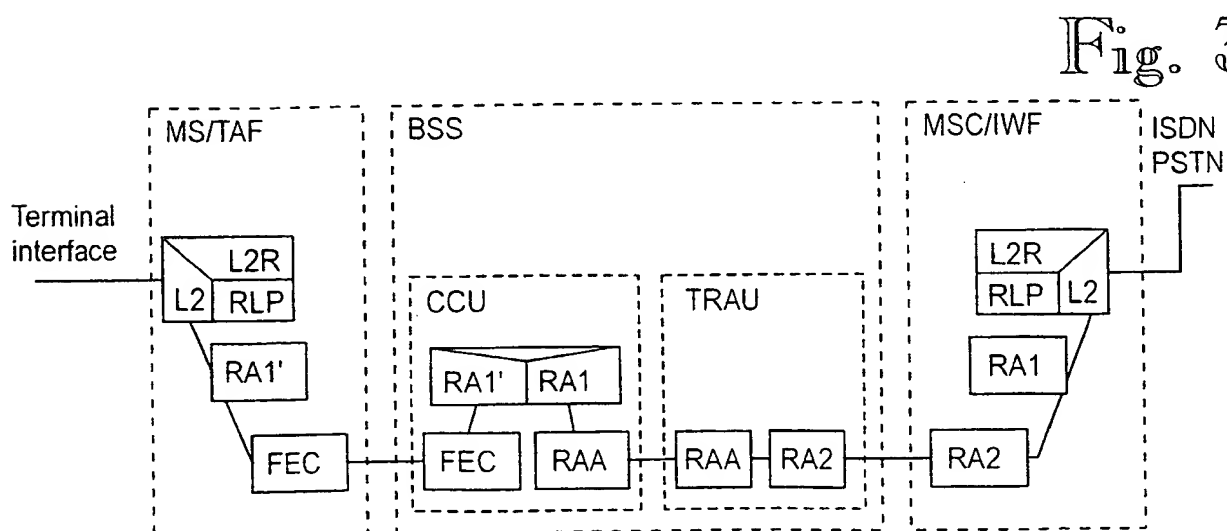 Fig. 3
MS/TAF
BSS
MSC/IWF
ISDN
PSTN
Terminal
interface
L2R
L2
RLP
RA1'
FEC
CCU
RA1'
RA1
FEC
RAA
TRAU
RAA
RA2
L2R
RLP
L2
RA1
RA2